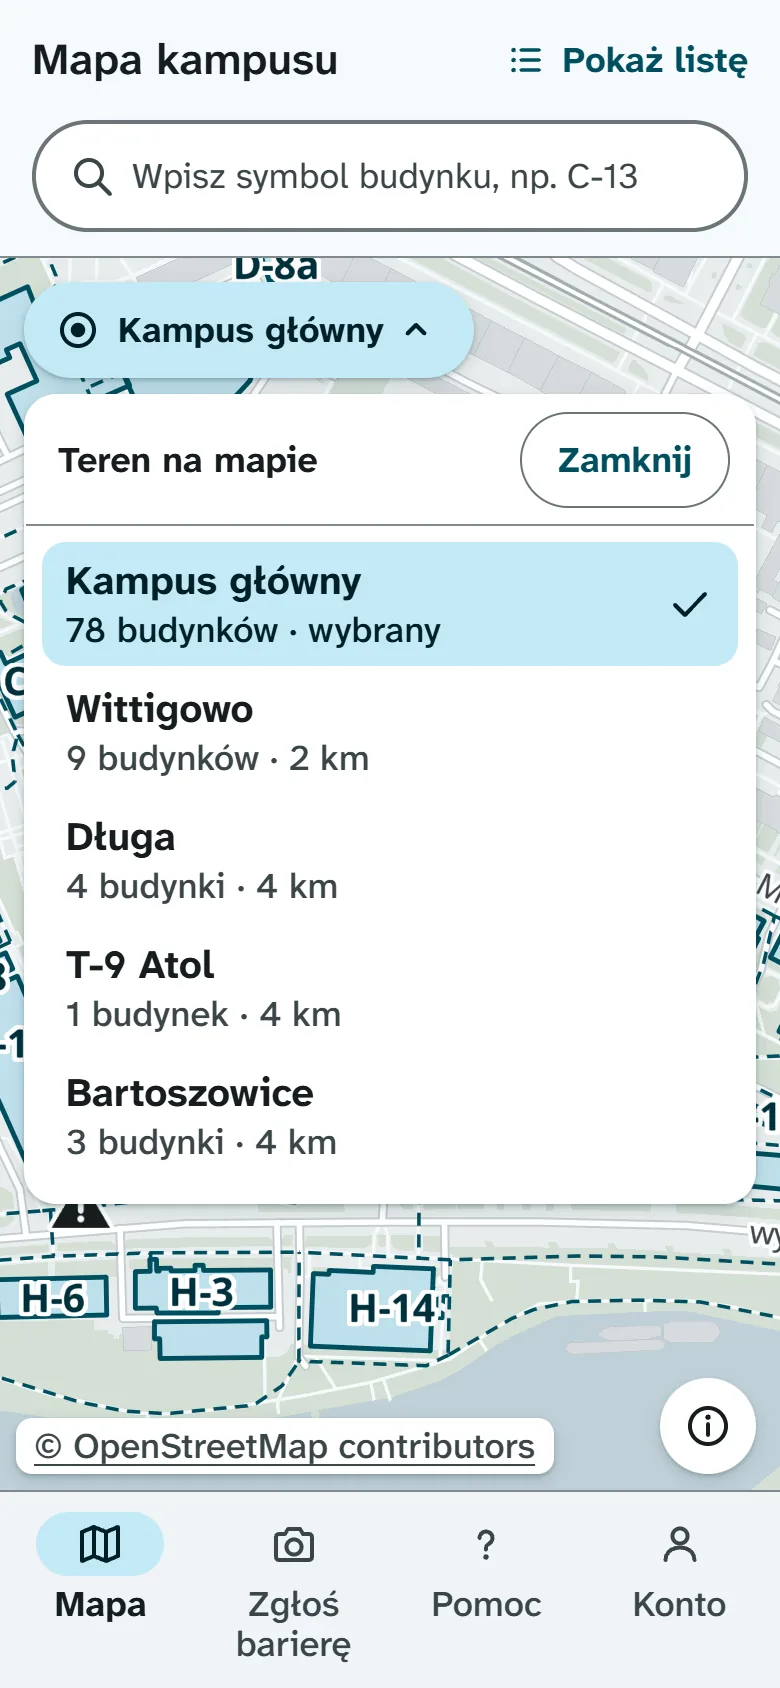 Mapa kampusu
Pokaż listę
Wpisz symbol budynku, np. C-13
D-8a
Kampus główny
Teren na mapie
Zamknij
Kampus główny
78 budynków · wybrany
Wittigowo
9 budynków · 2 km
Długa
4 budynki · 4 km
T-9 Atol
1 budynek · 4 km
Bartoszowice
3 budynki · 4 km
H-6
H-3
H-14
© OpenStreetMap contributors
Mapa
Zgłoś
barierę
Pomoc
Konto